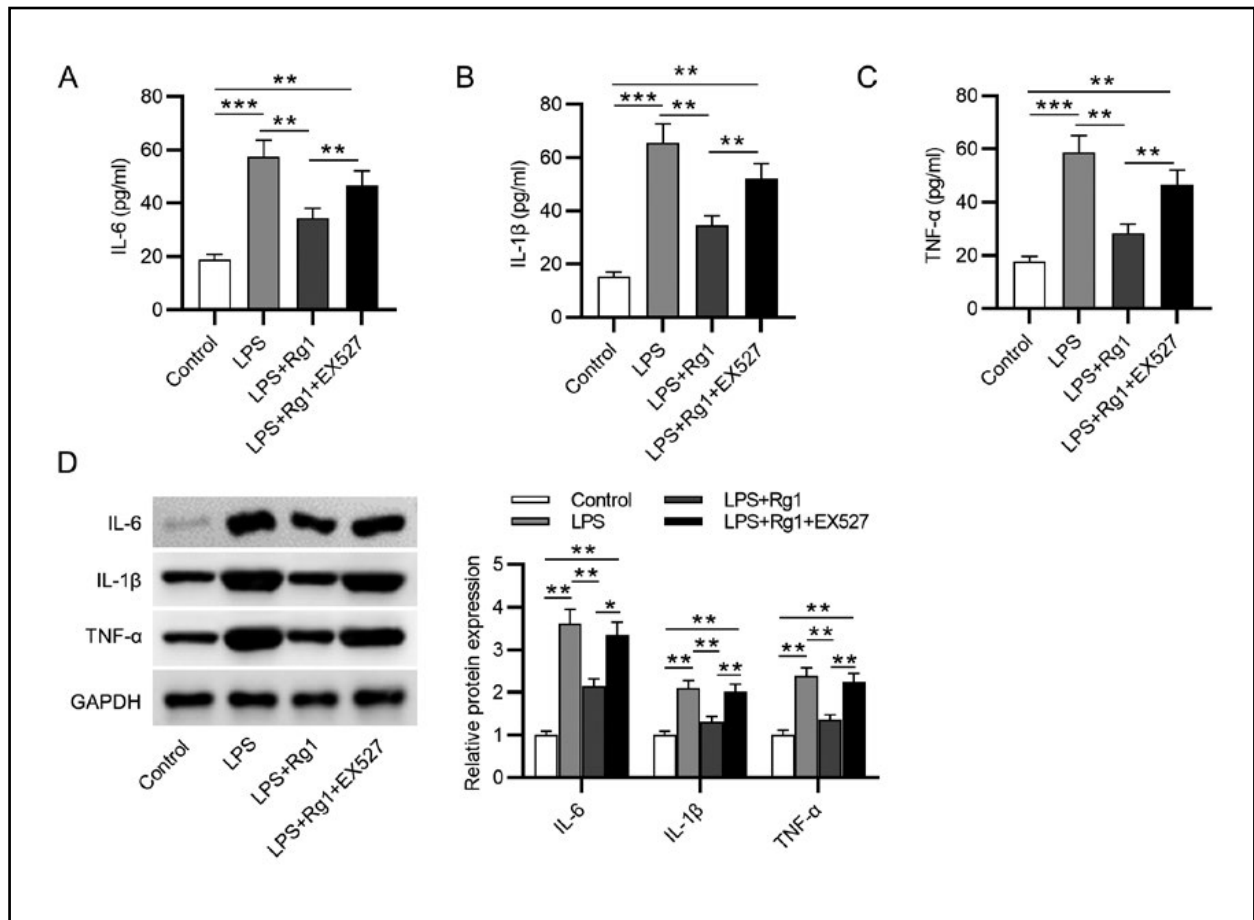 A
**
***
**
**
80
60
40
20
0
IL-6 (pg/ml)
Control
LPS
LPS+Rg1
LPS+Rg1+EX527
B
**
***
**
**
80
60
40
20
0
IL-1β (pg/ml)
Control
LPS
LPS+Rg1
LPS+Rg1+EX527
C
**
***
**
**
80
60
40
20
0
TNF-α (pg/ml)
Control
LPS
LPS+Rg1
LPS+Rg1+EX527
D
IL-6
IL-1β
TNF-α
GAPDH
Control
LPS
LPS+Rg1
LPS+Rg1+EX527
Control
LPS
LPS+Rg1
LPS+Rg1+EX527
Relative protein expression
5
4
3
2
1
0
**
**
**
*
**
**
**
**
**
**
**
**
IL-6
IL-1β
TNF-α